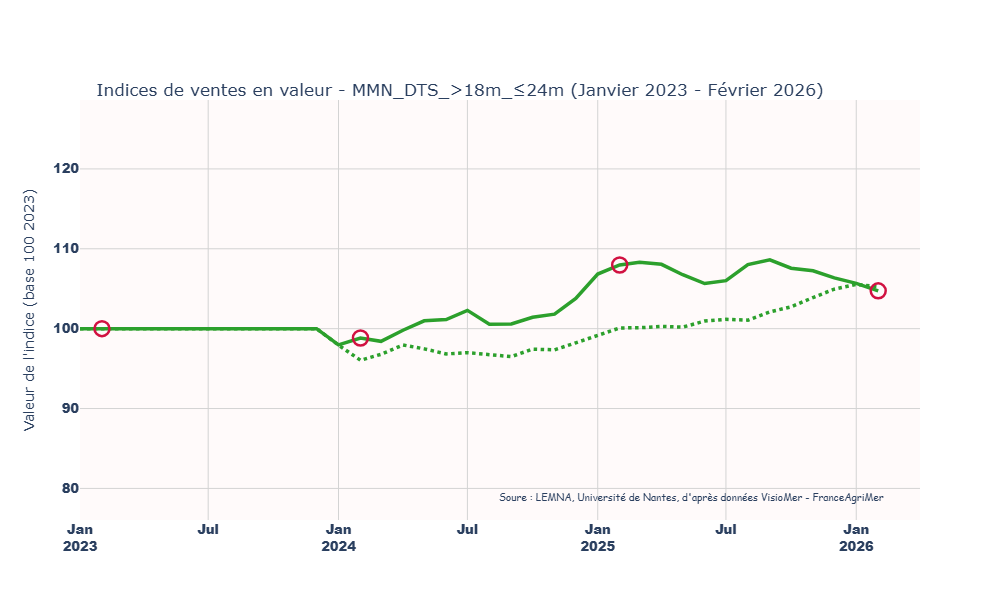 Indices de ventes en valeur - MMN_DTS_>18m_≤24m (Janvier 2023 - Février 2026)
Valeur de l'indice (base 100 2023)
120
110
100
90
80
Soure : LEMNA, Université de Nantes, d'après données VisioMer - FranceAgriMer
Jan
2023
Jul
Jan
2024
Jul
Jan
2025
Jul
Jan
2026